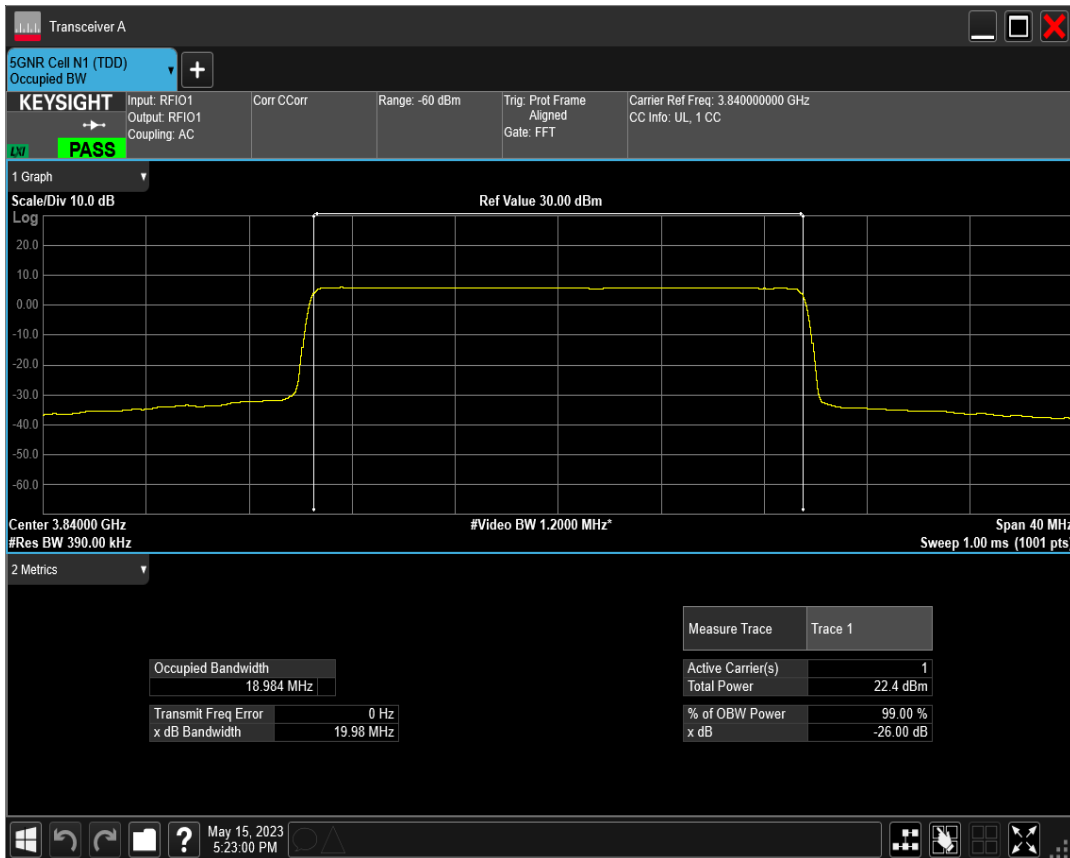 Transceiver A
5GNR Cell N1 (TDD)
Occupied BW
+
KEYSIGHT
LXI
PASS
Input: RFIO1
Output: RFIO1
Coupling: AC
Corr CCorr
Range: -60 dBm
Trig: Prot Frame
Aligned
Gate: FFT
Carrier Ref Freq: 3.840000000 GHz
CC Info: UL, 1 CC
1 Graph
Scale/Div 10.0 dB
Ref Value 30.00 dBm
Log
20.0
10.0
0.00
-10.0
-20.0
-30.0
-40.0
-50.0
-60.0
Center 3.84000 GHz
#Video BW 1.2000 MHz*
Span 40 MHz
#Res BW 390.00 kHz
Sweep 1.00 ms (1001 pts)
2 Metrics
Measure Trace Trace 1
Occupied Bandwidth
18.984 MHz
Active Carrier(s) 1
Total Power 22.4 dBm
Transmit Freq Error 0 Hz
x dB Bandwidth 19.98 MHz
% of OBW Power 99.00 %
x dB -26.00 dB
?
May 15, 2023
5:23:00 PM